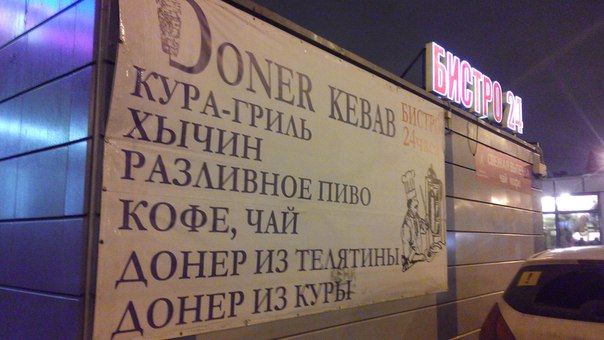 DONER KEBAB
БИСТРО
КУРА-ГРИЛЬ
ХЫЧИН
РАЗЛИВНОЕ ПИВО
КОФЕ, ЧАЙ
ДОНЕР ИЗ ТЕЛЯТИНЫ
ДОНЕР ИЗ КУРЫ
БИСТРО 24